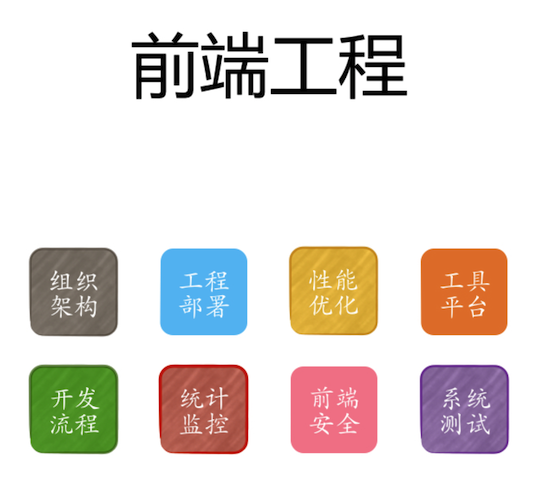 前端工程
组织
架构
工程
部署
性能
优化
工具
平台
开发
流程
统计
监控
前端
安全
系统
测试